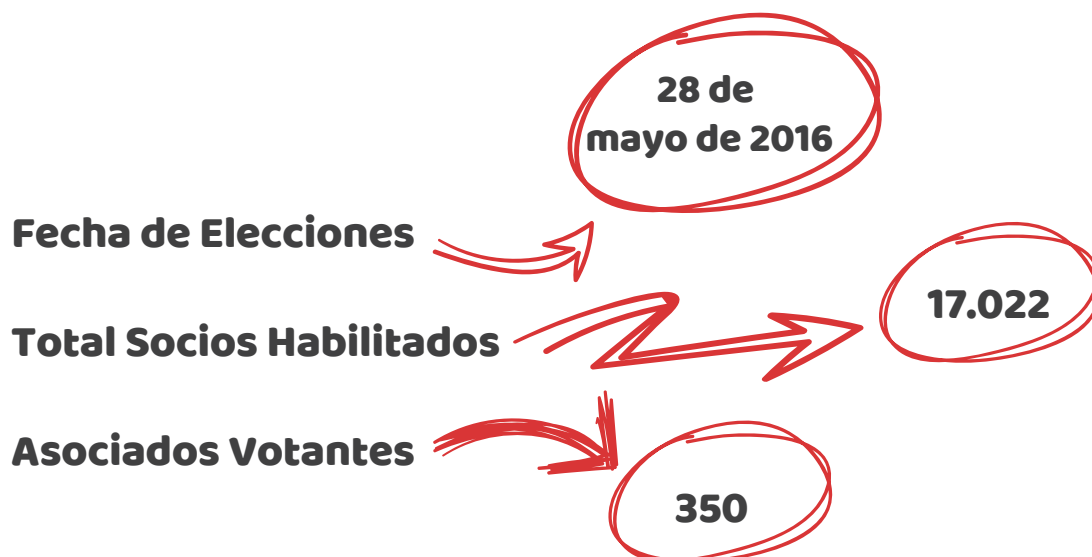 28 de
mayo de 2016
Fecha de Elecciones
17.022
Total Socios Habilitados
Asociados Votantes
350